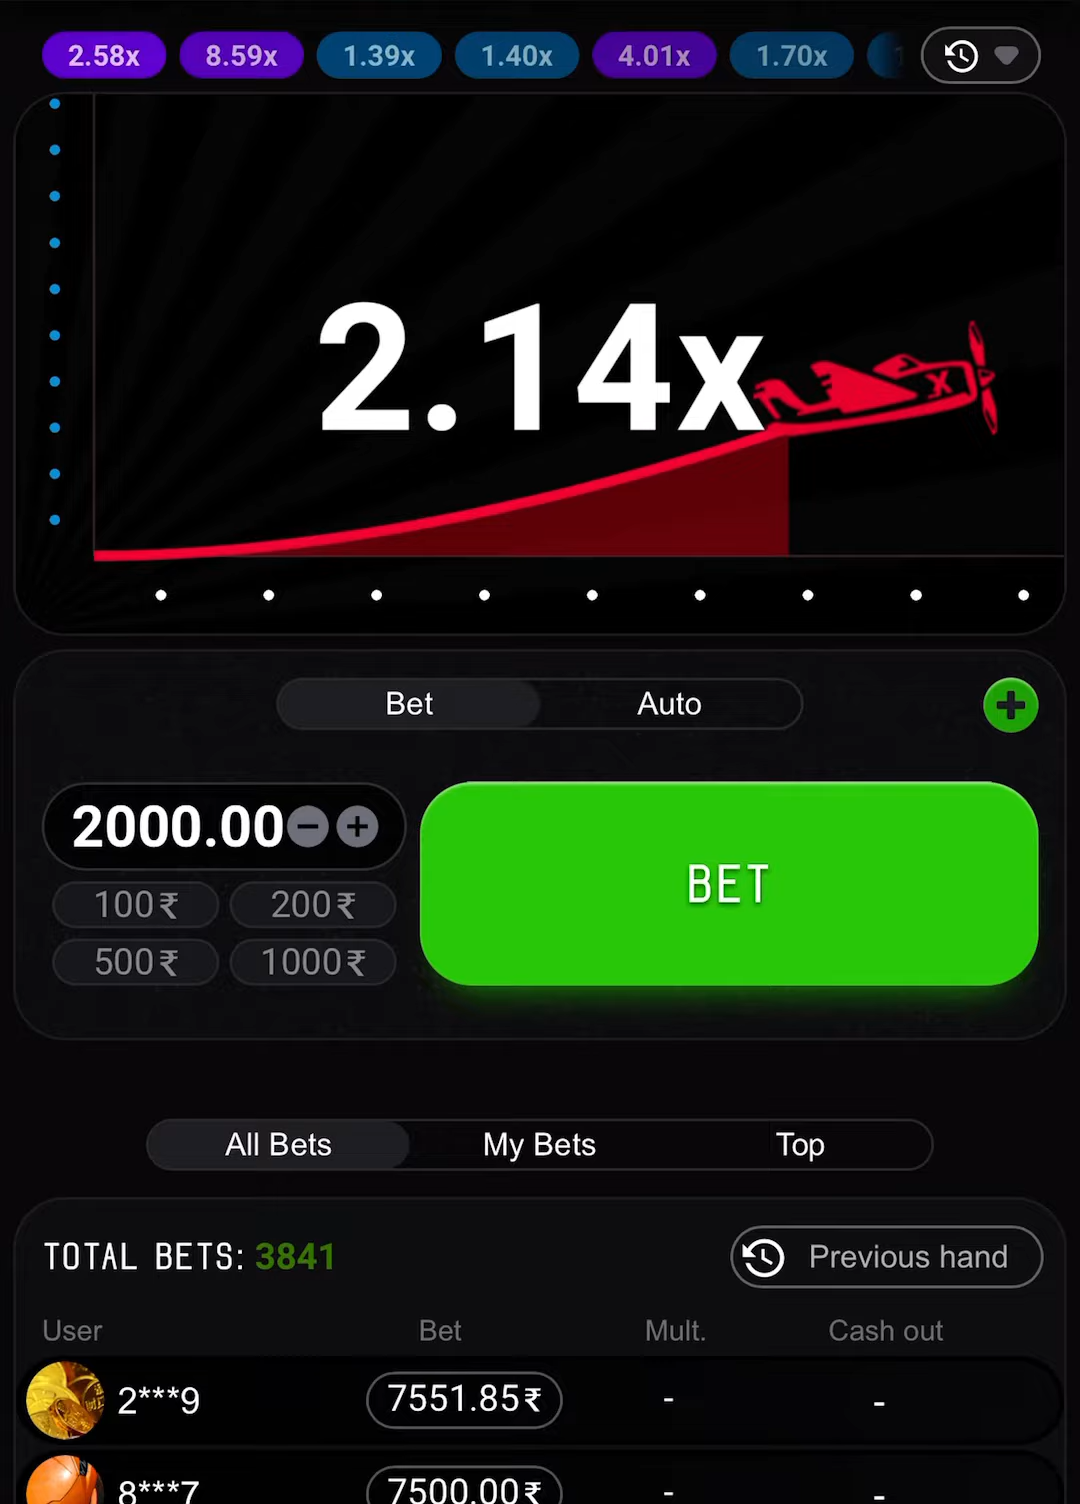 2.58x 8.59x 1.39x 1.40x 4.01x 1.70x
2.14x
X
Bet Auto
2000.00
BET
100₹ 200₹
500₹ 1000₹
All Bets My Bets Top
TOTAL BETS: 3841
Previous hand
User Bet Mult. Cash out
2***9 7551.85₹ - -
8***7 7500.00₹ - -